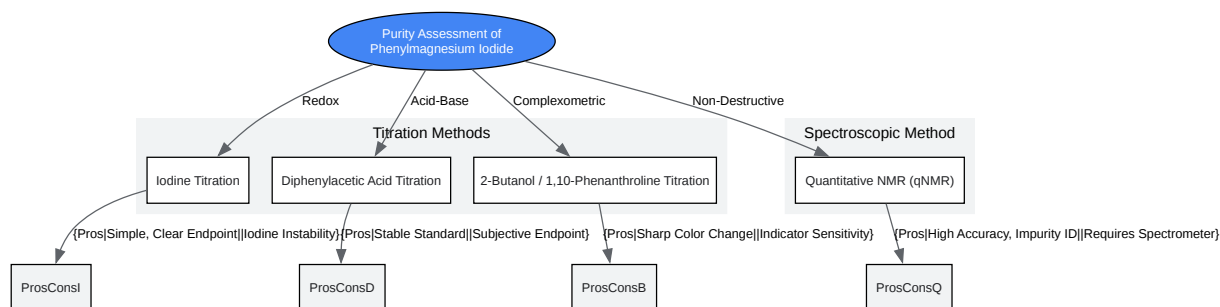 Purity Assessment of
Phenylmagnesium Iodide
Redox
Acid-Base
Complexometric
Non-Destructive
Titration Methods
Spectroscopic Method
Iodine Titration
Diphenylacetic Acid Titration
2-Butanol / 1,10-Phenanthroline Titration
Quantitative NMR (qNMR)
{Pros|Simple, Clear Endpoint||Iodine Instability}
{Pros|Stable Standard||Subjective Endpoint}
{Pros|Sharp Color Change||Indicator Sensitivity}
{Pros|High Accuracy, Impurity ID||Requires Spectrometer}
ProsConsI
ProsConsD
ProsConsB
ProsConsQ